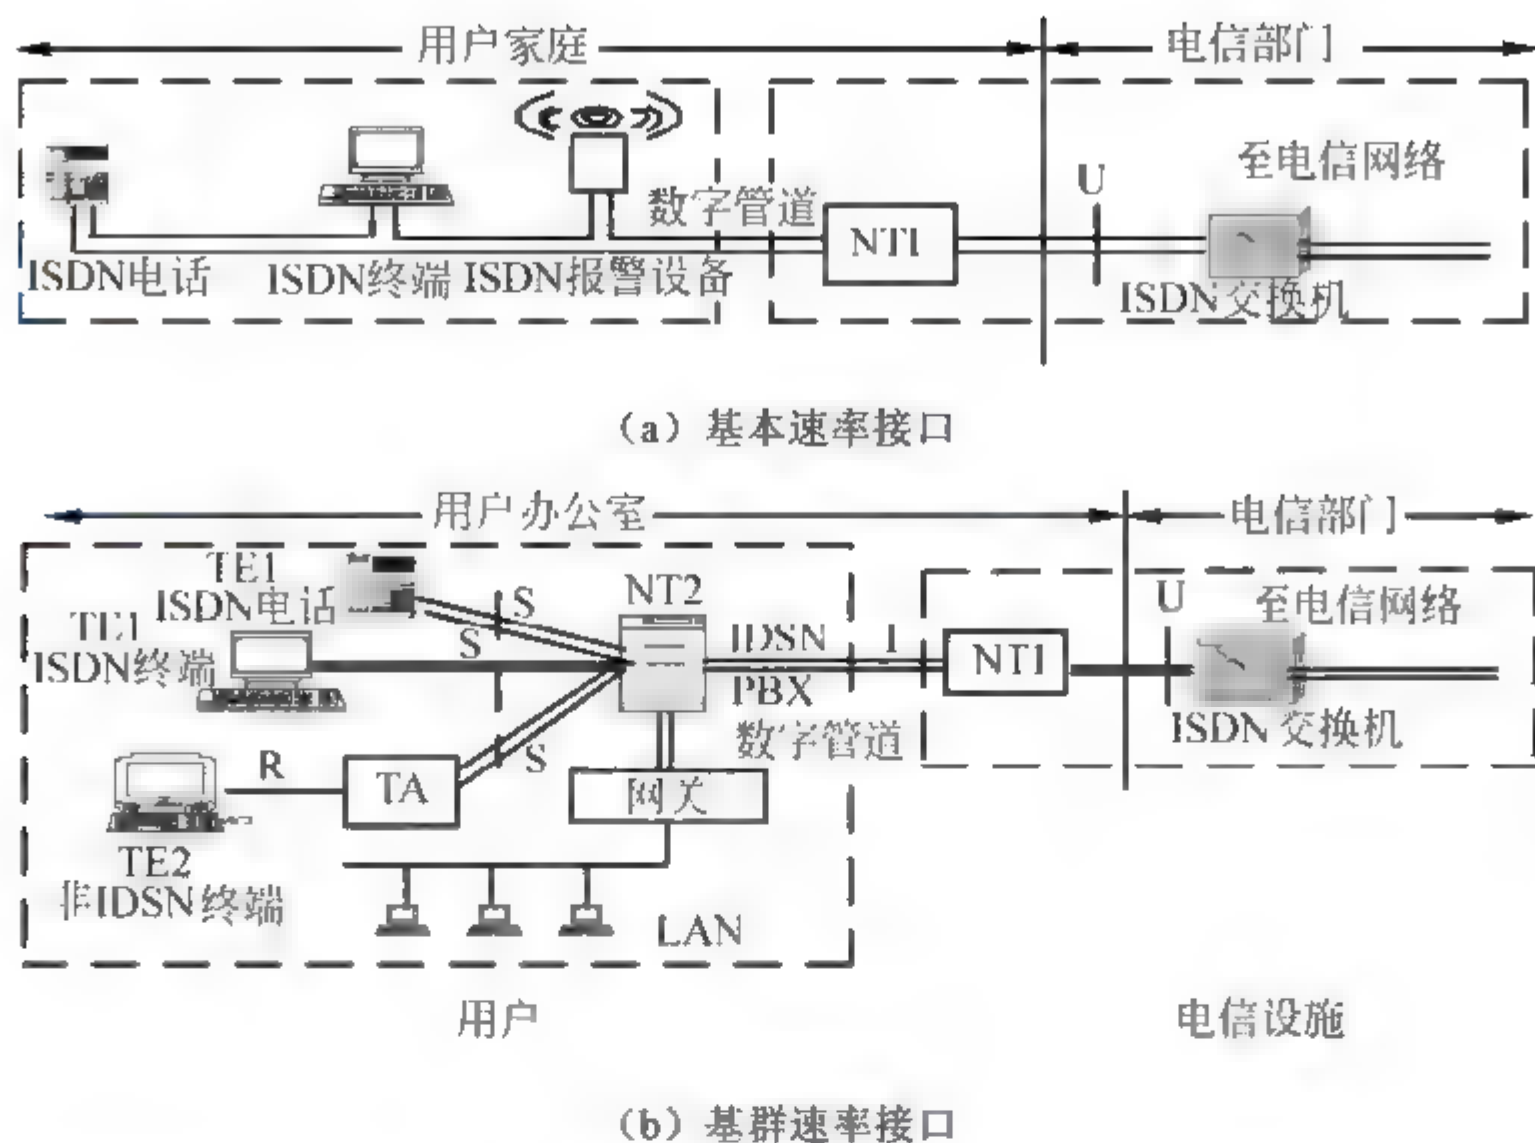 用户家庭
电信部门
至电信网络
U
数字管道
NT1
ISDN电话
ISDN终端
ISDN报警设备
ISDN交换机
（a）基本速率接口
用户办公室
电信部门
TE1
ISDN电话
S
NT2
U
至电信网络
TE1
ISDN终端
S
IDSN
I
NT1
PBX
数字管道
ISDN交换机
S
R
TA
网关
TE2
非IDSN终端
LAN
用户
电信设施
（b）基群速率接口